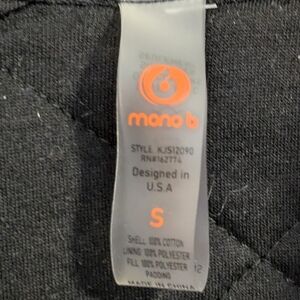 mono b
STYLE KJS12090
RN#162774
Designed in
U.S.A
S
SHELL 100% COTTON
LINING 100% POLYESTER
FILL 100% POLYESTER
PADDING
MADE IN CHINA